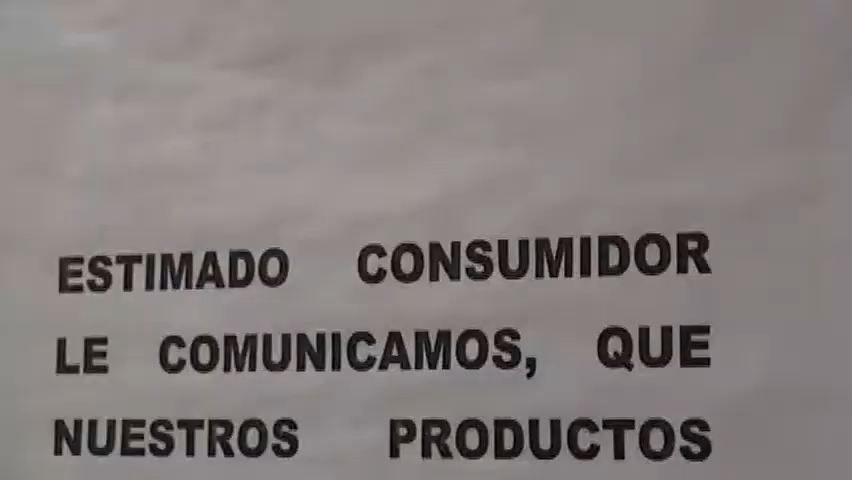 ESTIMADO CONSUMIDOR
LE COMUNICAMOS, QUE
NUESTROS PRODUCTOS